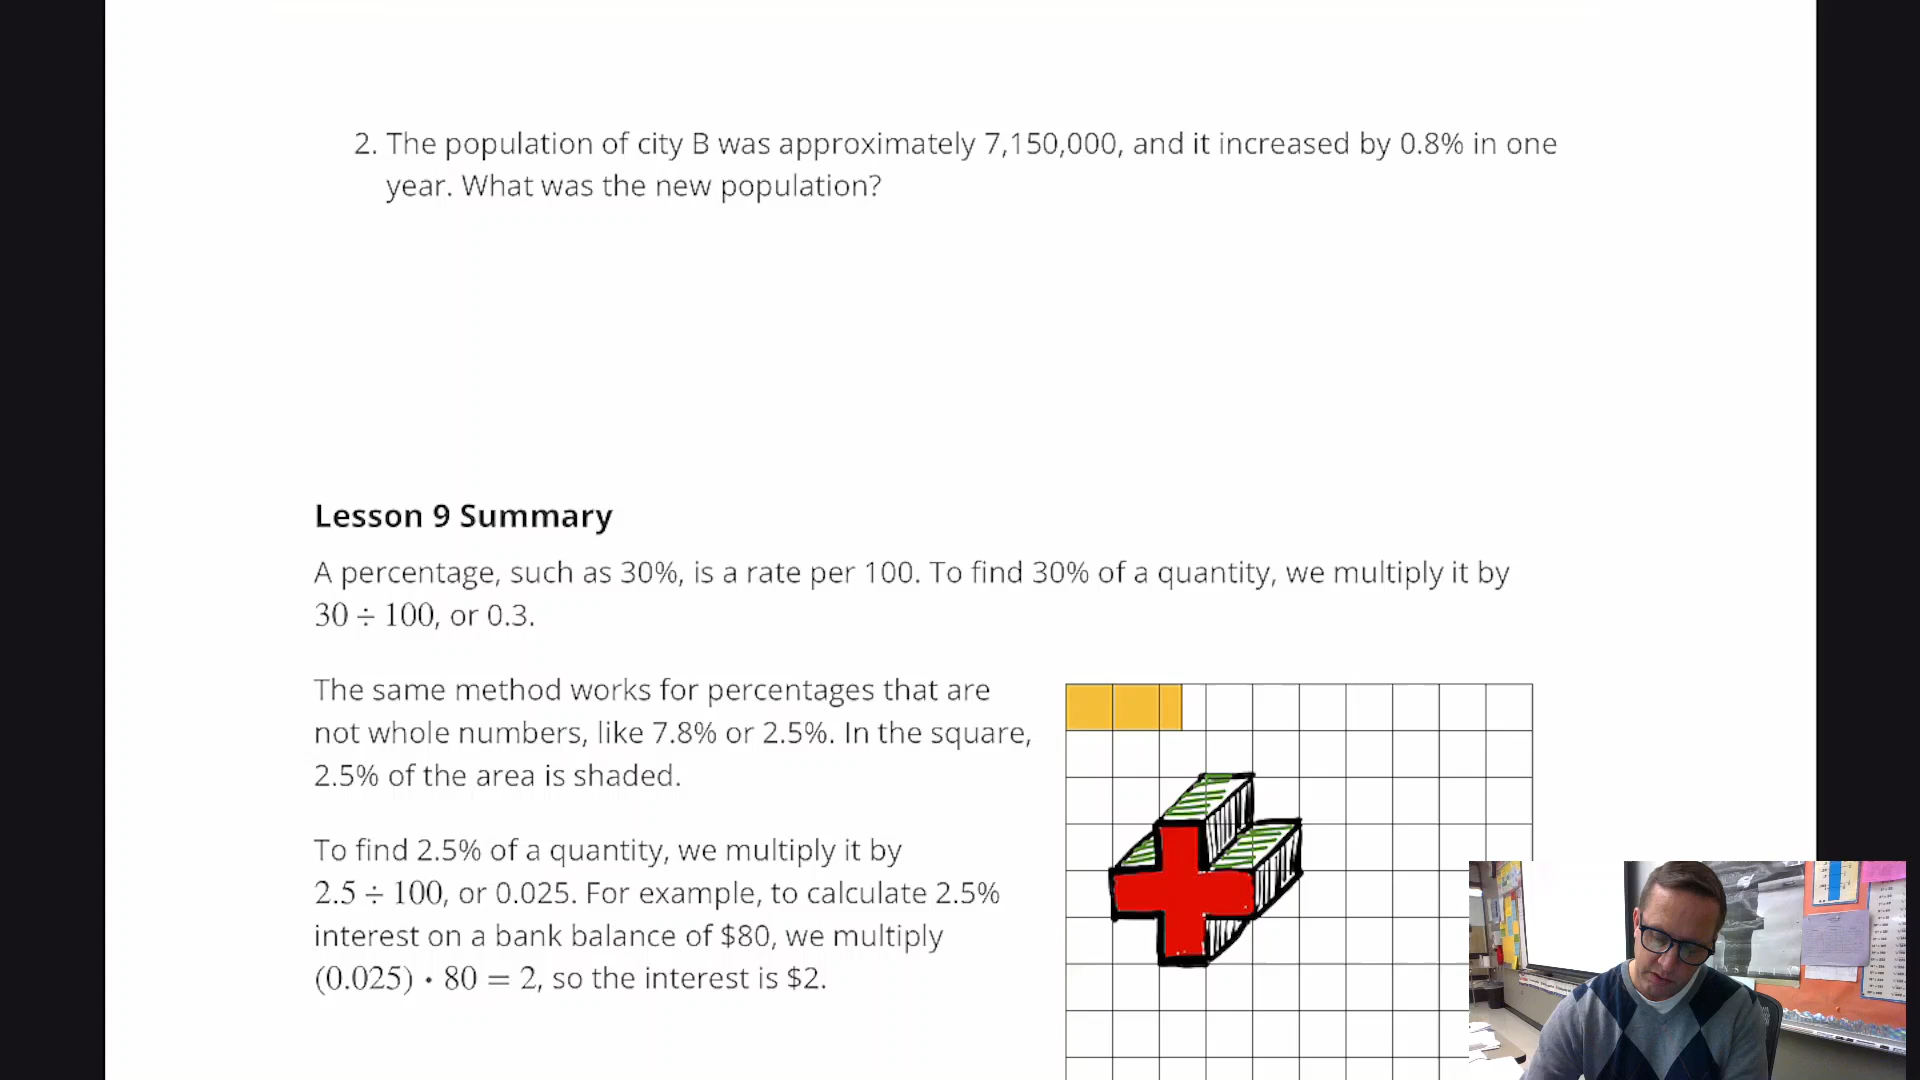 2. The population of city B was approximately 7,150,000, and it increased by 0.8% in one
year. What was the new population?
Lesson 9 Summary
A percentage, such as 30%, is a rate per 100. To find 30% of a quantity, we multiply it by
30 ÷ 100, or 0.3.
The same method works for percentages that are
not whole numbers, like 7.8% or 2.5%. In the square,
2.5% of the area is shaded.
To find 2.5% of a quantity, we multiply it by
2.5 ÷ 100, or 0.025. For example, to calculate 2.5%
interest on a bank balance of $80, we multiply
(0.025) · 80 = 2, so the interest is $2.